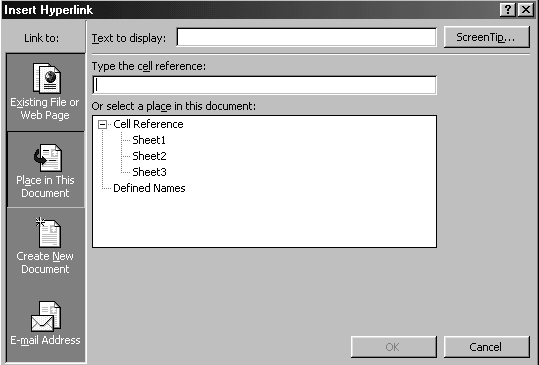 Insert Hyperlink
Link to:
Text to display:
ScreenTip...
Type the cell reference:
Existing File or
Web Page
Or select a place in this document:
Cell Reference
Sheet1
Sheet2
Sheet3
Defined Names
Place in This
Document
Create New
Document
E-mail Address
OK
Cancel